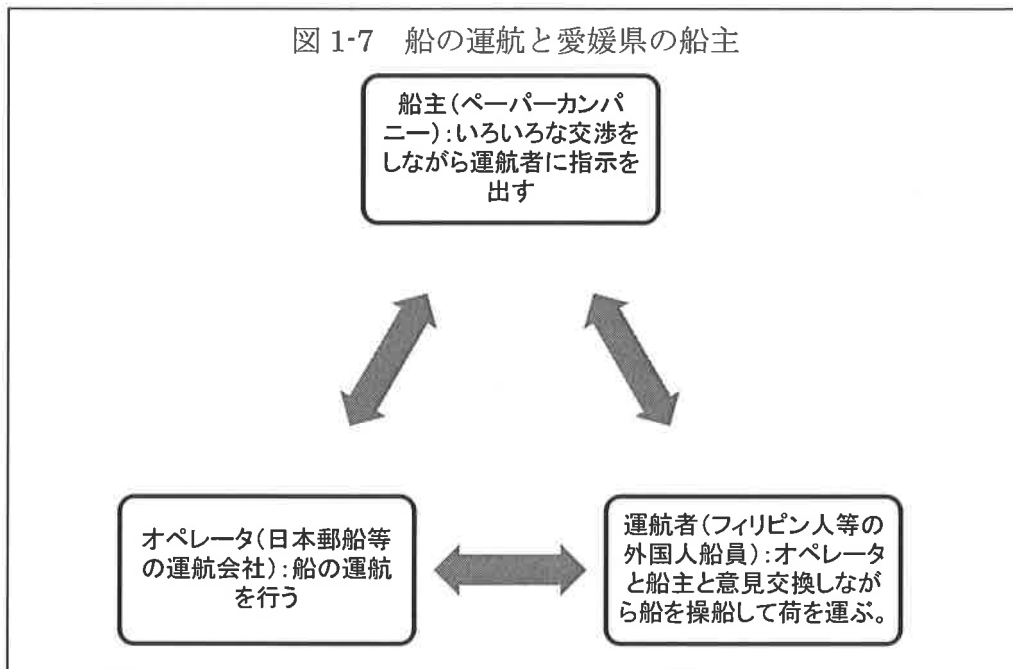 図 1-7　船の運航と愛媛県の船主
船主(ペーパーカンパ
ニー):いろいろな交渉を
しながら運航者に指示を
出す
オペレータ(日本郵船等
の運航会社):船の運航
を行う
運航者(フィリピン人等の
外国人船員):オペレータ
と船主と意見交換しなが
ら船を操船して荷を運ぶ。